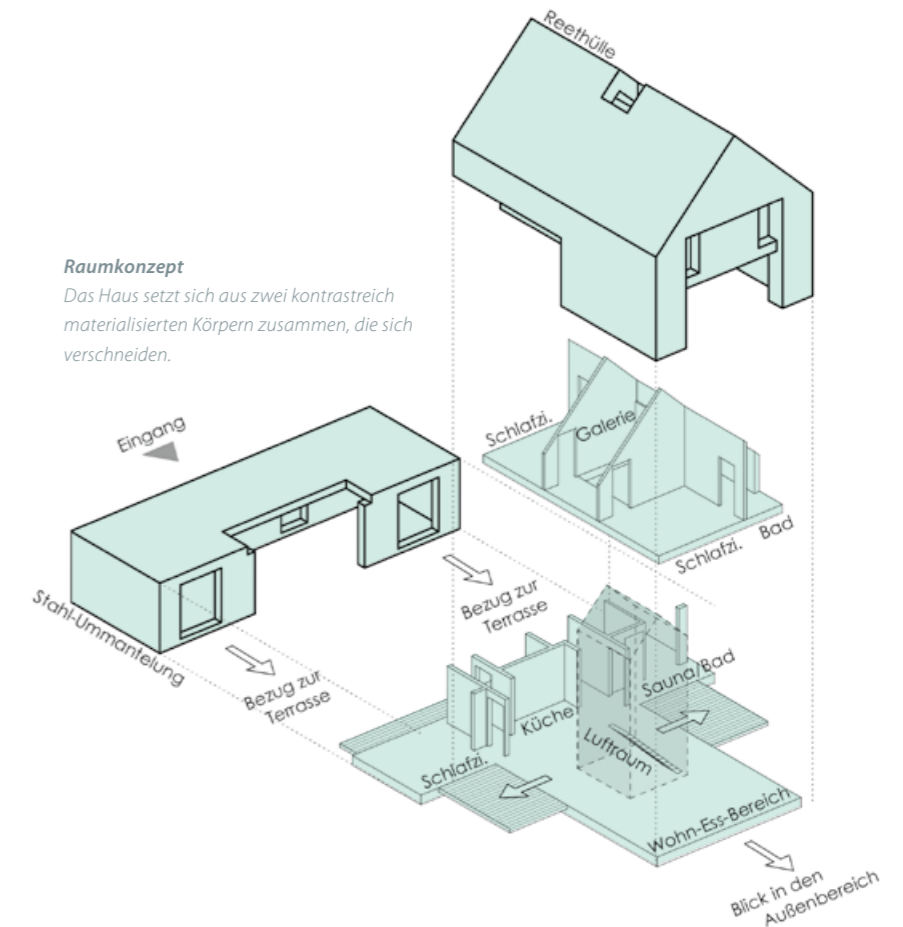 Reethülle
Raumkonzept
Das Haus setzt sich aus zwei kontrastreich
materialisierten Körpern zusammen, die sich
verschneiden.
Eingang
Schlafzi.
Galerie
Schlafzi.
Bad
Stahl-Ummantelung
Bezug zur
Terrasse
Bezug zur
Terrasse
Sauna/Bad
Küche
Luftraum
Schlafzi.
Wohn-Ess-Bereich
Blick in den
Außenbereich